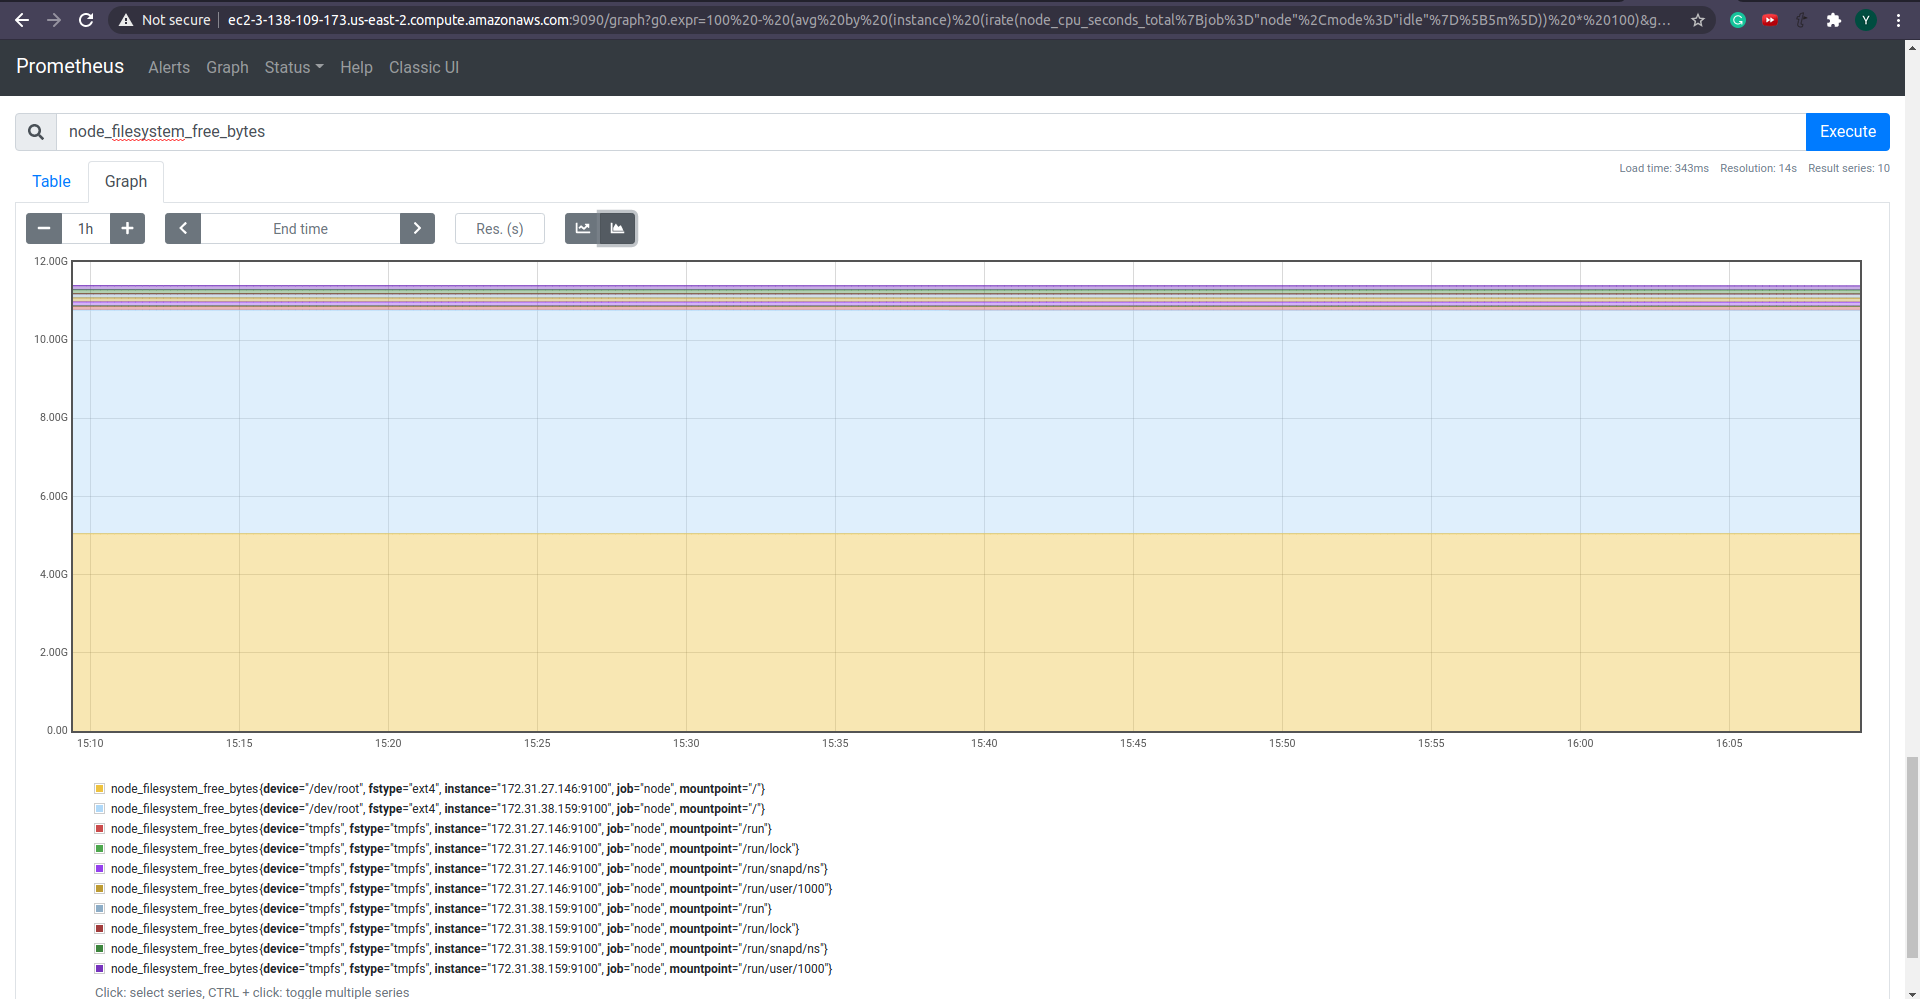 Not secure ec2-3-138-109-173.us-east-2.compute.amazonaws.com:9090/graph?g0.expr=100%20-%20(avg%20by%20(instance)%20(irate(node_cpu_seconds_total%7Bjob%3D"node"%2Cmode%3D"idle"%7D%5B5m%5D))%20*%20100)&g... Y
Prometheus Alerts Graph Status Help Classic UI
node_filesystem_free_bytes Execute
Load time: 343ms Resolution: 14s Result series: 10
Table Graph
1h End time Res. (s)
12.00G
10.00G
8.00G
6.00G
4.00G
2.00G
0.00
15:10 15:15 15:20 15:25 15:30 15:35 15:40 15:45 15:50 15:55 16:00 16:05
node_filesystem_free_bytes{device="/dev/root", fstype="ext4", instance="172.31.27.146:9100", job="node", mountpoint="/"}
node_filesystem_free_bytes{device="/dev/root", fstype="ext4", instance="172.31.38.159:9100", job="node", mountpoint="/"}
node_filesystem_free_bytes{device="tmpfs", fstype="tmpfs", instance="172.31.27.146:9100", job="node", mountpoint="/run"}
node_filesystem_free_bytes{device="tmpfs", fstype="tmpfs", instance="172.31.27.146:9100", job="node", mountpoint="/run/lock"}
node_filesystem_free_bytes{device="tmpfs", fstype="tmpfs", instance="172.31.27.146:9100", job="node", mountpoint="/run/snapd/ns"}
node_filesystem_free_bytes{device="tmpfs", fstype="tmpfs", instance="172.31.27.146:9100", job="node", mountpoint="/run/user/1000"}
node_filesystem_free_bytes{device="tmpfs", fstype="tmpfs", instance="172.31.38.159:9100", job="node", mountpoint="/run"}
node_filesystem_free_bytes{device="tmpfs", fstype="tmpfs", instance="172.31.38.159:9100", job="node", mountpoint="/run/lock"}
node_filesystem_free_bytes{device="tmpfs", fstype="tmpfs", instance="172.31.38.159:9100", job="node", mountpoint="/run/snapd/ns"}
node_filesystem_free_bytes{device="tmpfs", fstype="tmpfs", instance="172.31.38.159:9100", job="node", mountpoint="/run/user/1000"}
Click: select series, CTRL + click: toggle multiple series